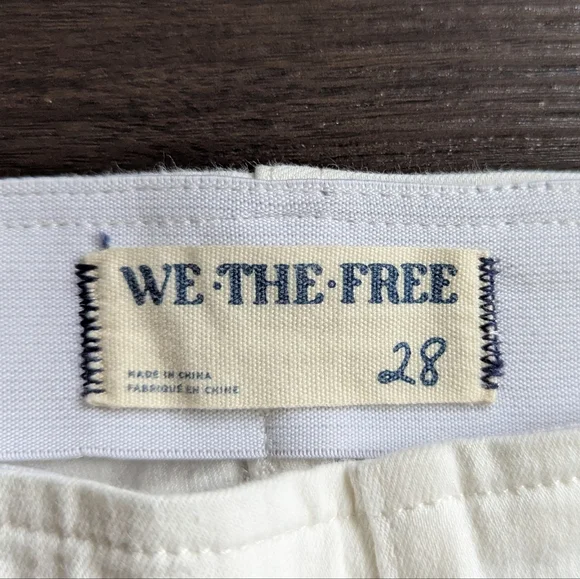 WE·THE·FREE
28
MADE IN CHINA
FABRIQUÉ EN CHINE